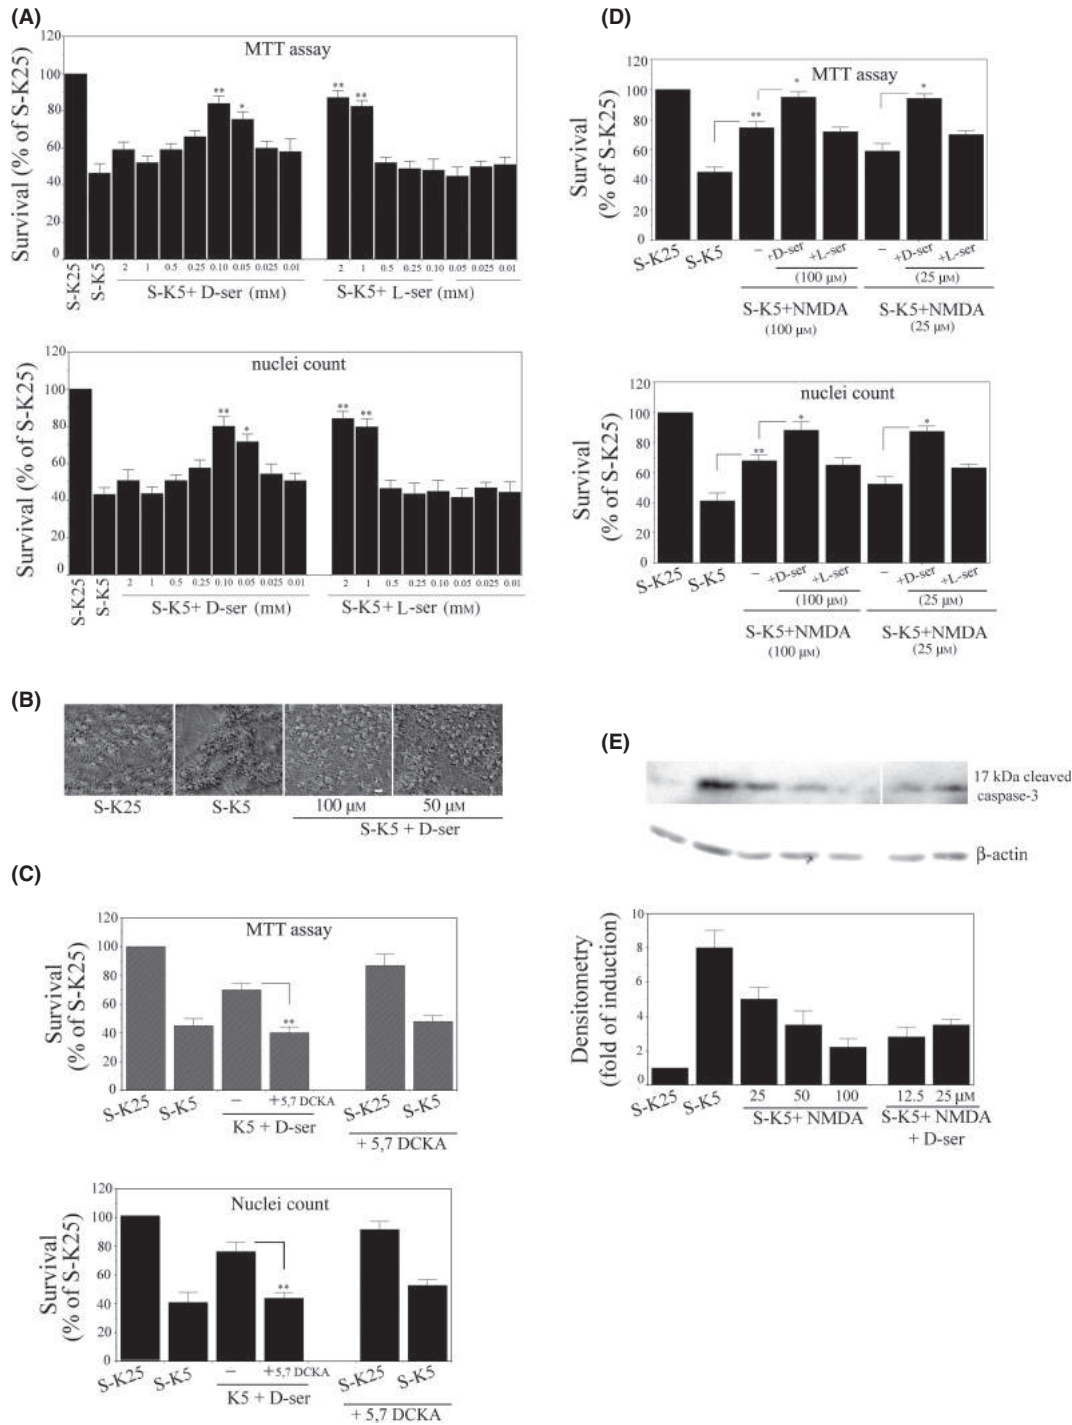 (A)
MTT assay
Survival (% of S-K25)
120
100
80
60
40
20
0
**
*
**
**
S-K25
S-K5
2 1 0.5 0.25 0.10 0.05 0.025 0.01
2 1 0.5 0.25 0.10 0.05 0.025 0.01
S-K5+ D-ser (mM)
S-K5+ L-ser (mM)
nuclei count
Survival (% of S-K25)
120
100
80
60
40
20
0
**
*
**
**
S-K25
S-K5
2 1 0.5 0.25 0.10 0.05 0.025 0.01
2 1 0.5 0.25 0.10 0.05 0.025 0.01
S-K5+ D-ser (mM)
S-K5+ L-ser (mM)
(B)
S-K25
S-K5
100 μM
50 μM
S-K5 + D-ser
(C)
MTT assay
Survival
(% of S-K25)
120
100
80
60
40
20
0
**
S-K25
S-K5
–
+5,7 DCKA
K5 + D-ser
S-K25
S-K5
+ 5,7 DCKA
Nuclei count
Survival
(% of S-K25)
120
100
80
60
40
20
0
**
S-K25
S-K5
–
+5,7 DCKA
K5 + D-ser
S-K25
S-K5
+ 5,7 DCKA
(D)
MTT assay
Survival
(% of S-K25)
120
100
80
60
40
20
0
**
*
*
S-K25
S-K5
– +D-ser +L-ser
(100 μM)
– +D-ser +L-ser
(25 μM)
S-K5+NMDA
(100 μM)
S-K5+NMDA
(25 μM)
nuclei count
Survival
(% of S-K25)
120
100
80
60
40
20
0
**
*
*
S-K25
S-K5
– +D-ser +L-ser
(100 μM)
– +D-ser +L-ser
(25 μM)
S-K5+NMDA
(100 μM)
S-K5+NMDA
(25 μM)
(E)
17 kDa cleaved
caspase-3
β-actin
Densitometry
(fold of induction)
10
8
6
4
2
0
S-K25
S-K5
25 50 100
S-K5+ NMDA
12.5 25 μM
S-K5+ NMDA
+ D-ser